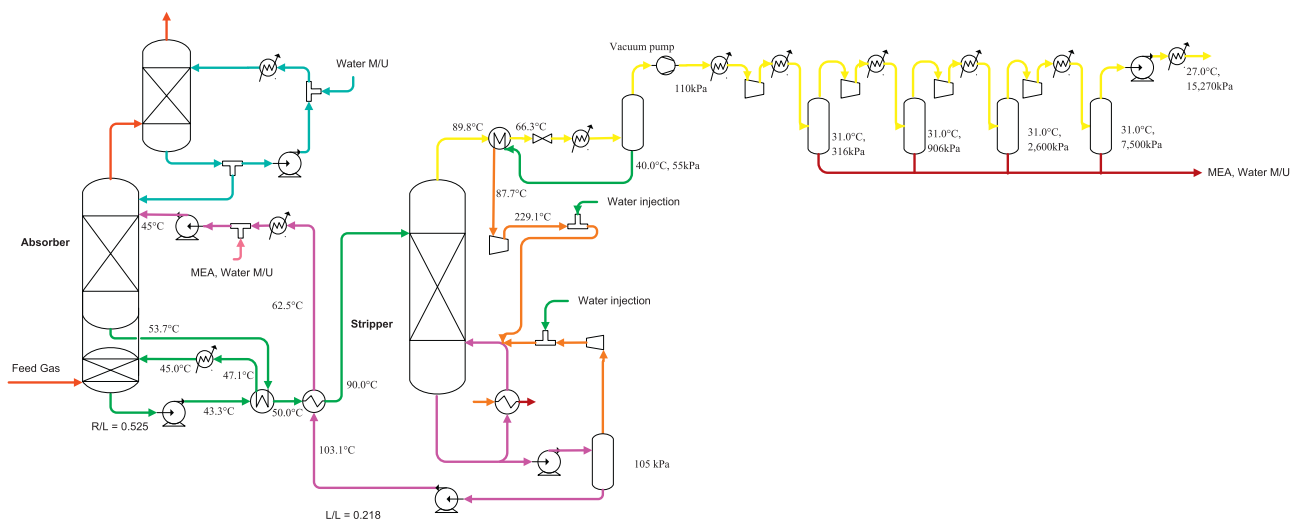 Water M/U
Vacuum pump
27.0°C,
15,270kPa
110kPa
89.8°C
66.3°C
31.0°C,
316kPa
31.0°C,
906kPa
31.0°C,
2,600kPa
31.0°C,
7,500kPa
40.0°C, 55kPa
MEA, Water M/U
87.7°C
Water injection
45°C
229.1°C
Absorber
MEA, Water M/U
62.5°C
Water injection
Stripper
53.7°C
Feed Gas
45.0°C
47.1°C
90.0°C
43.3°C
50.0°C
R/L = 0.525
103.1°C
105 kPa
L/L = 0.218